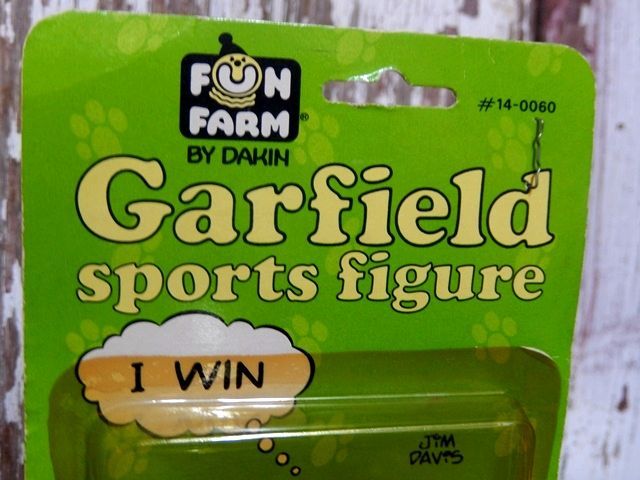 FUN
FARM®
BY DAKIN
#14-0060
Garfield
sports figure
I WIN
JIM
DAVIS